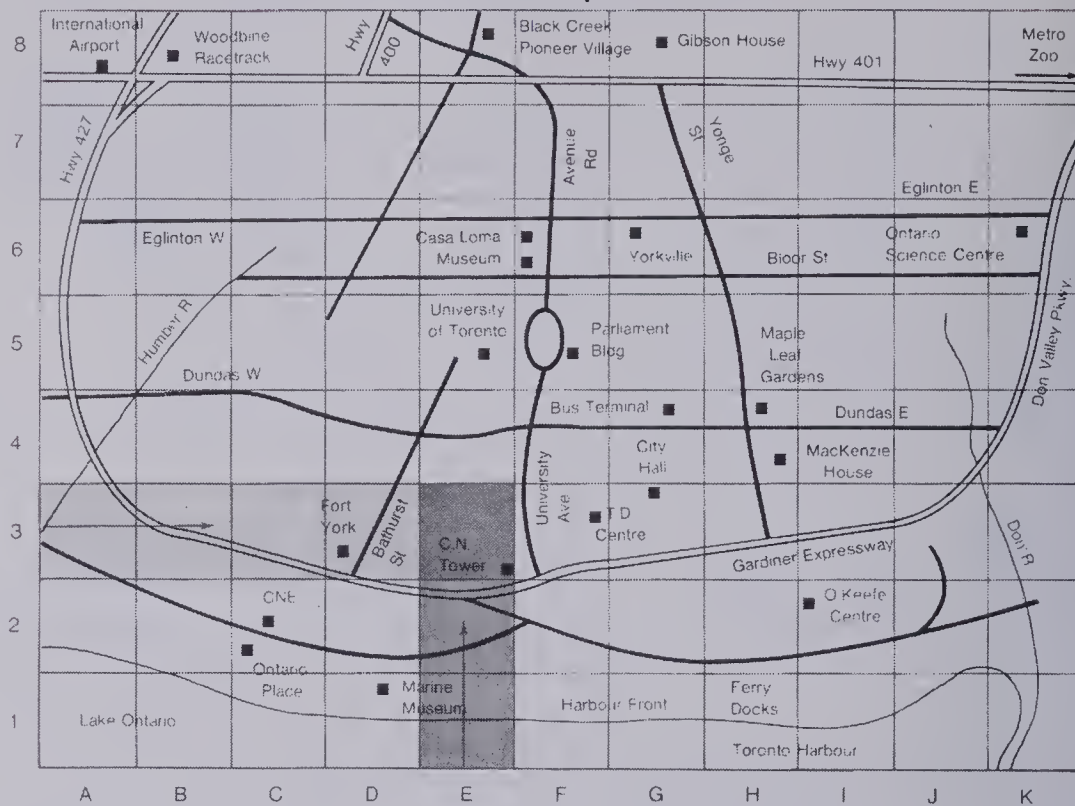 8
International
Airport
Woodbine
Racetrack
Hwy
400
Black Creek
Pioneer Village
Gibson House
Hwy 401
Metro
Zoo
7
Hwy 427
Avenue
Rd
Yonge
St
Eglinton E
6
Eglinton W
Casa Loma
Museum
Yorkville
Bloor St
Ontario
Science Centre
5
Humber R
University
of Toronto
Parliament
Bldg
Maple
Leaf
Gardens
Don Valley Pkwy.
Dundas W
4
Bus Terminal
Dundas E
City
Hall
MacKenzie
House
3
Fort
York
Bathurst
St
C.N.
Tower
University
Ave
T D
Centre
Gardiner Expressway
Don R
2
CNE
O Keefe
Centre
Ontario
Place
1
Marine
Museum
Harbour Front
Ferry
Docks
Lake Ontario
Toronto Harbour
A B C D E F G H I J K